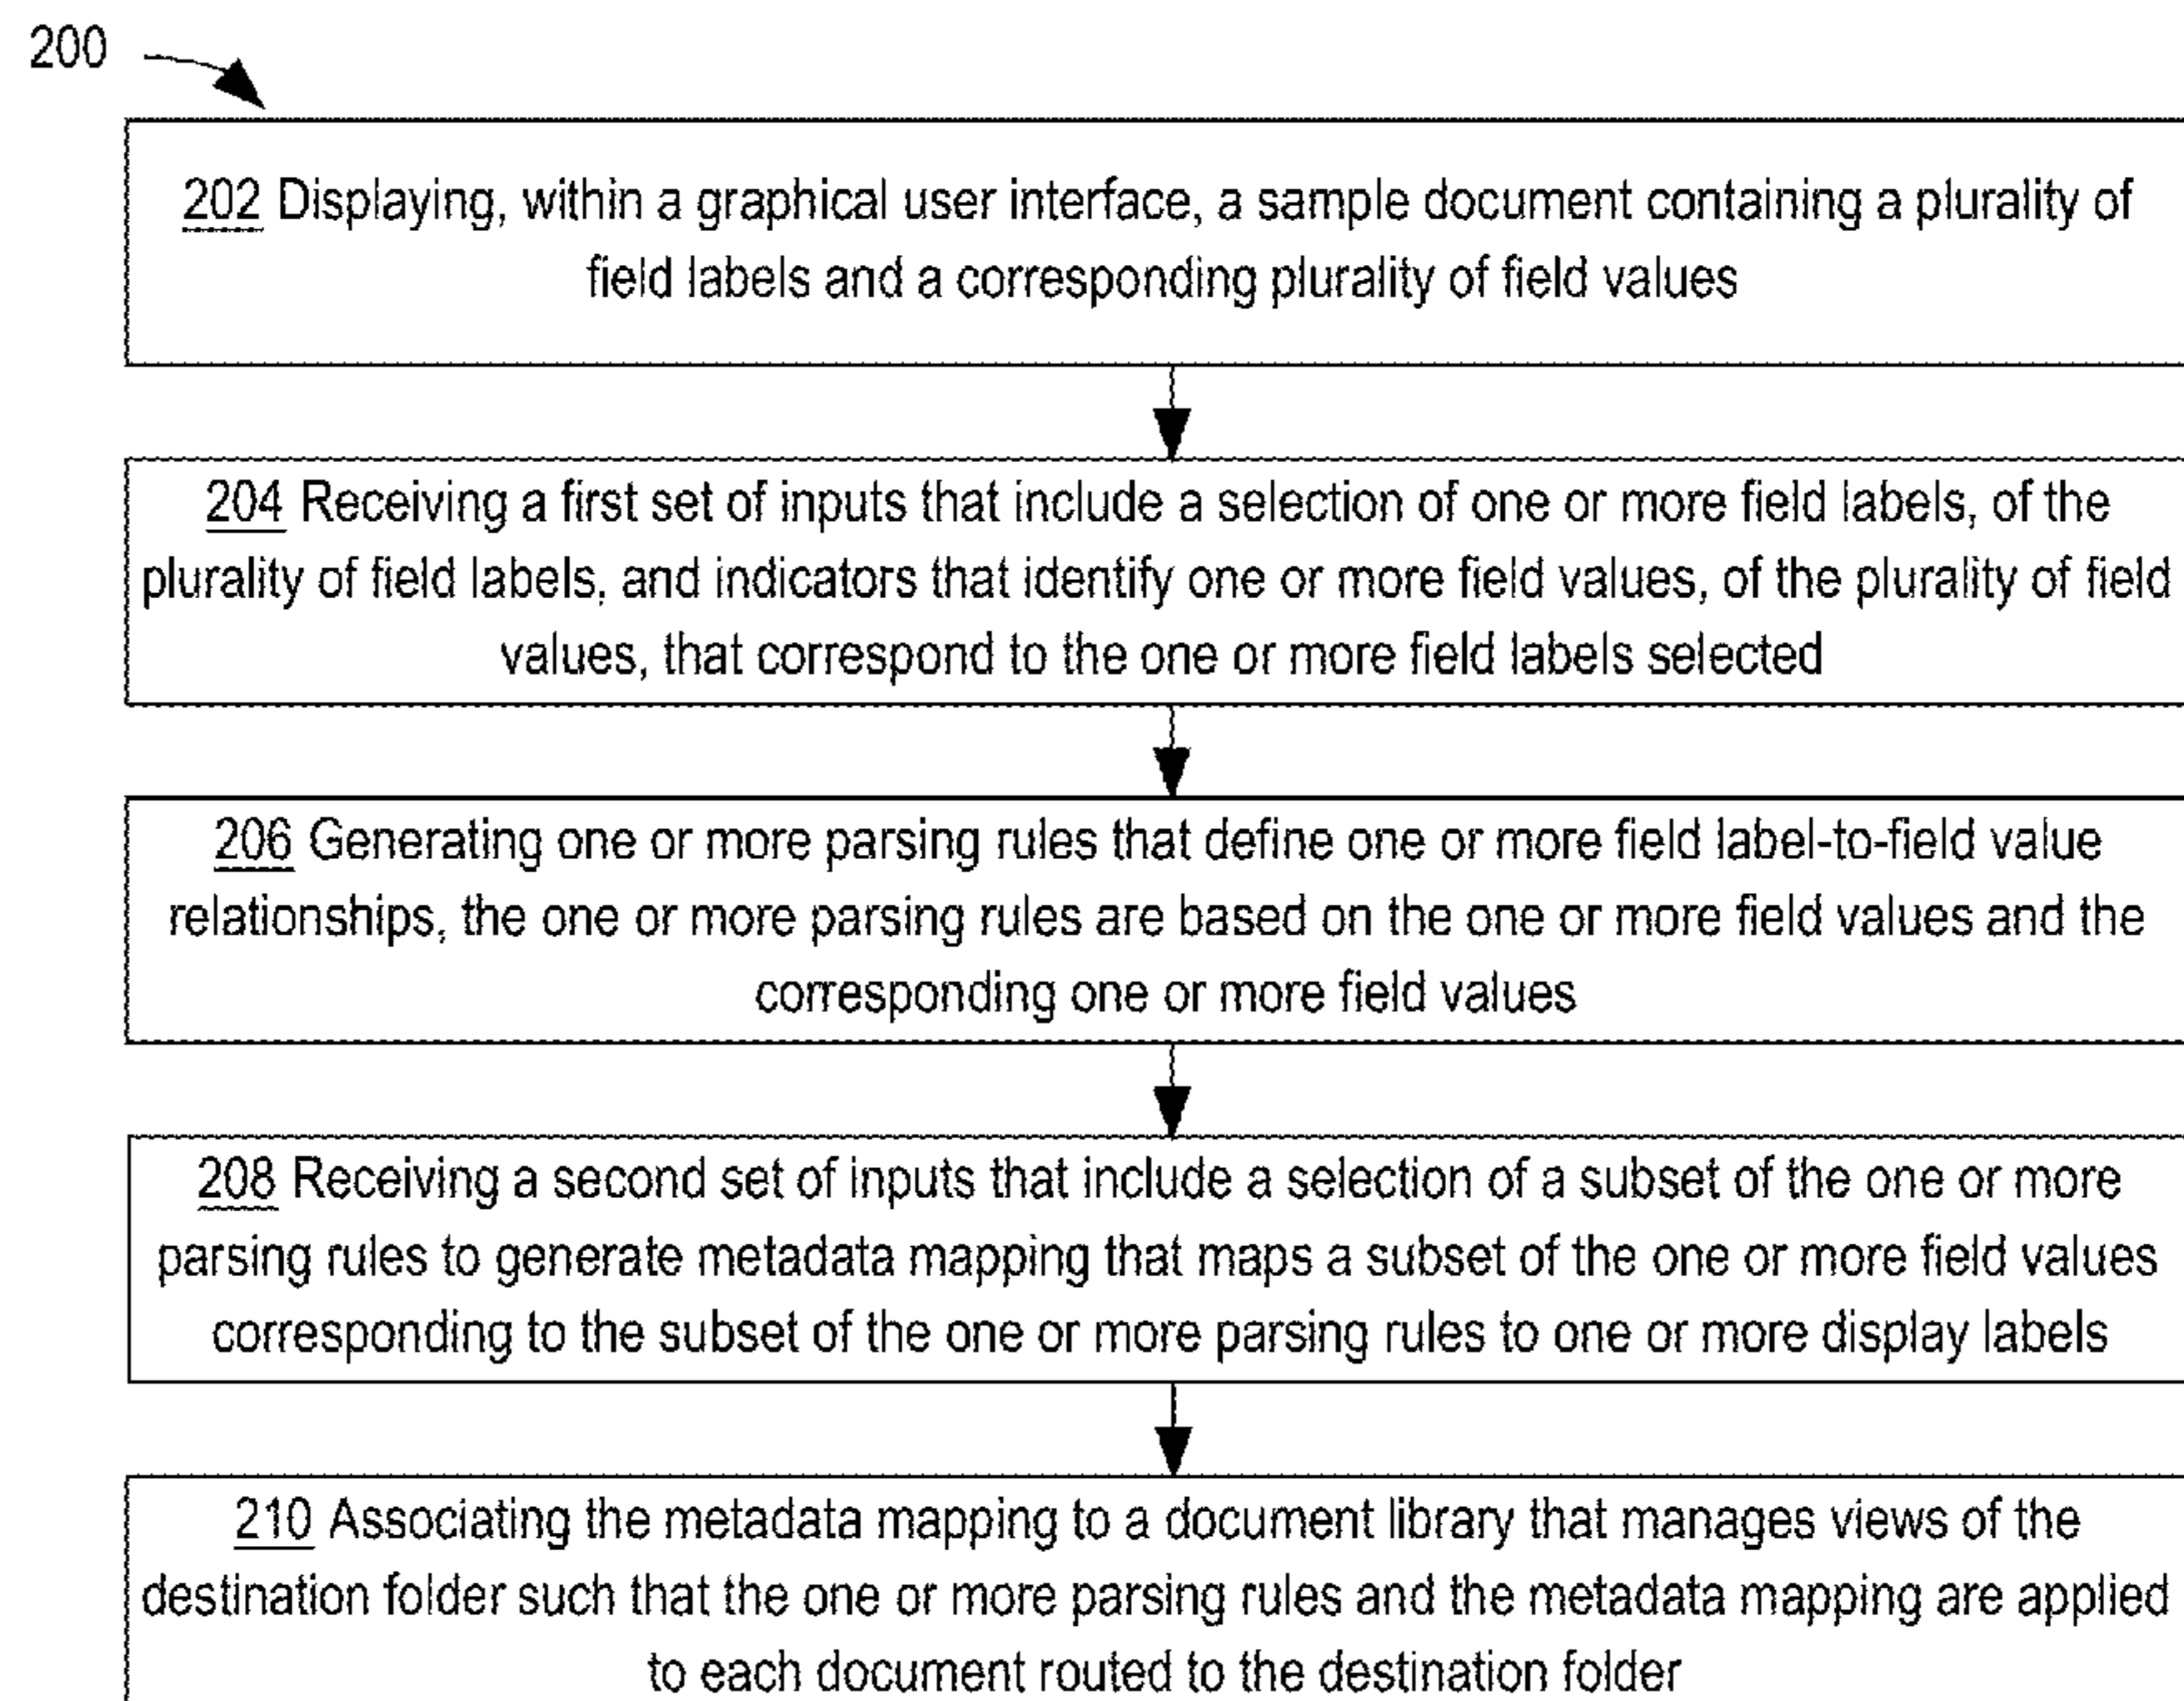 200
202 Displaying, within a graphical user interface, a sample document containing a plurality of
field labels and a corresponding plurality of field values
204 Receiving a first set of inputs that include a selection of one or more field labels, of the
plurality of field labels, and indicators that identify one or more field values, of the plurality of field
values, that correspond to the one or more field labels selected
206 Generating one or more parsing rules that define one or more field label-to-field value
relationships, the one or more parsing rules are based on the one or more field values and the
corresponding one or more field values
208 Receiving a second set of inputs that include a selection of a subset of the one or more
parsing rules to generate metadata mapping that maps a subset of the one or more field values
corresponding to the subset of the one or more parsing rules to one or more display labels
210 Associating the metadata mapping to a document library that manages views of the
destination folder such that the one or more parsing rules and the metadata mapping are applied
to each document routed to the destination folder